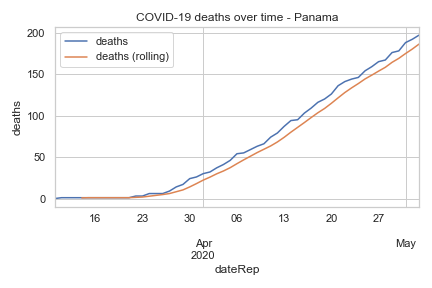 COVID-19 deaths over time - Panama
deaths
deaths (rolling)
200
150
100
50
0
deaths
16 23 30 06 13 20 27
Apr May
2020
dateRep